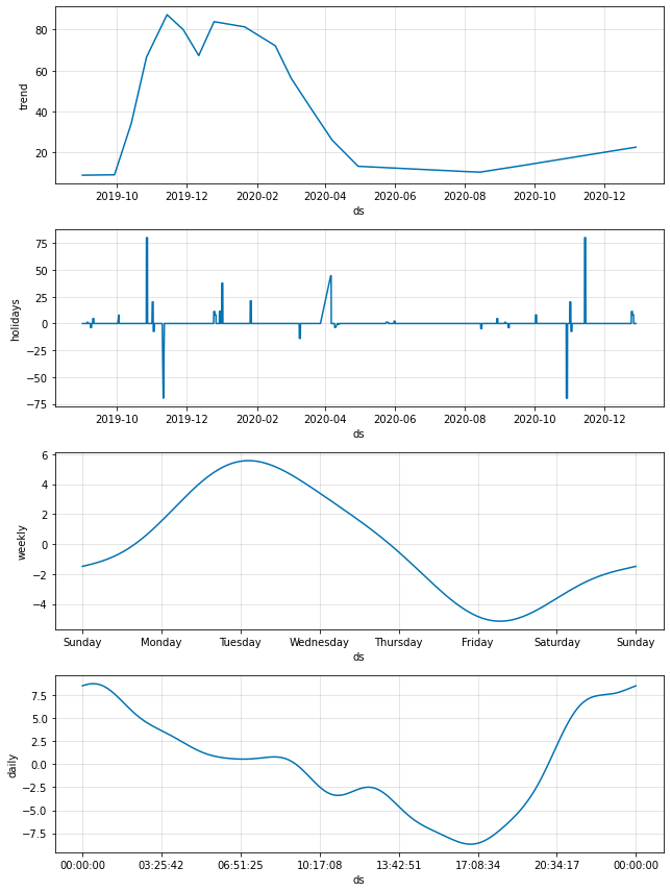 80
60
40
20
trend
2019-10 2019-12 2020-02 2020-04 2020-06 2020-08 2020-10 2020-12
ds
75
50
25
0
−25
−50
−75
holidays
2019-10 2019-12 2020-02 2020-04 2020-06 2020-08 2020-10 2020-12
ds
6
4
2
0
−2
−4
weekly
Sunday Monday Tuesday Wednesday Thursday Friday Saturday Sunday
ds
7.5
5.0
2.5
0.0
−2.5
−5.0
−7.5
daily
00:00:00 03:25:42 06:51:25 10:17:08 13:42:51 17:08:34 20:34:17 00:00:00
ds